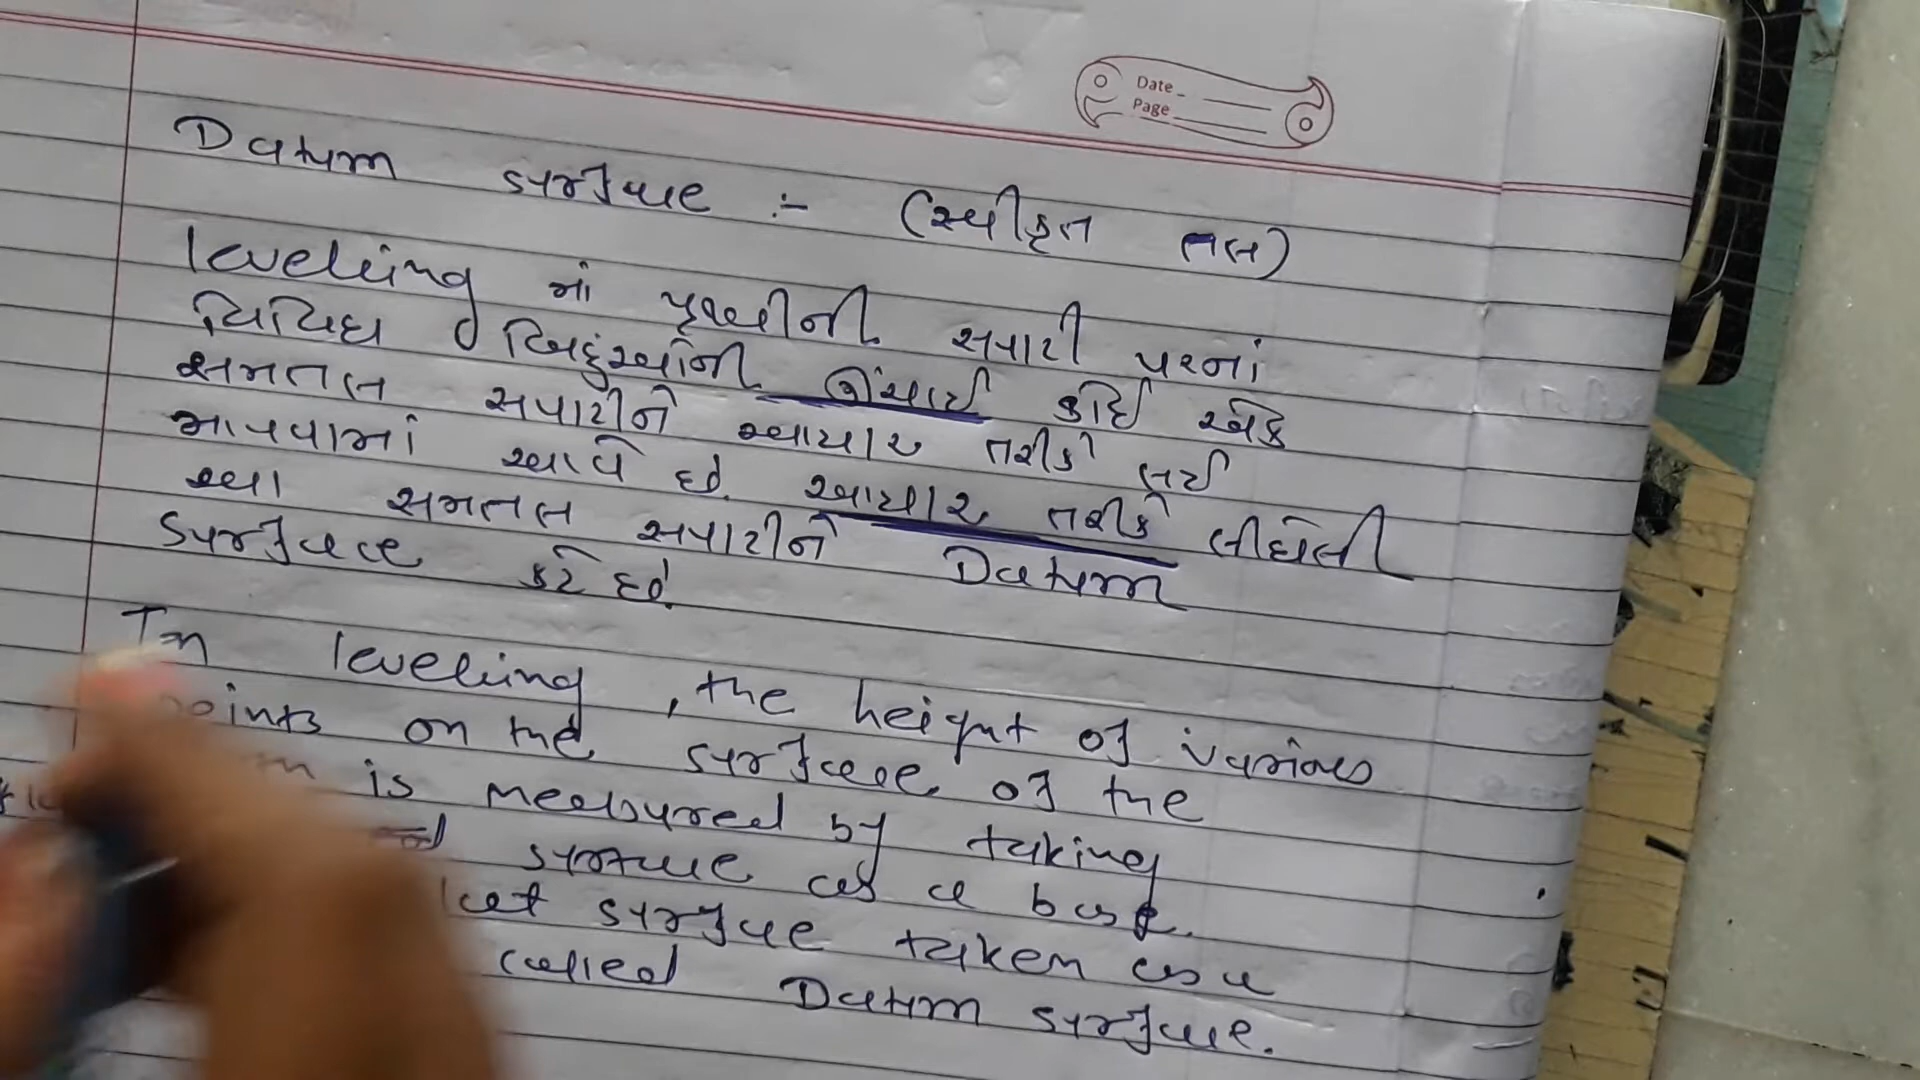 Date
Page
Datum surface :- (સ્વીકૃત તલ)
leveling માં પૃથ્વીની સપાટી પરનાં
વિવિધ બિંદુઓની ઊંચાઈ કોઈ એક
સમતલ સપાટીને આધાર તરીકે લઈ
માપવામાં આવે છે. આધાર તરીકે લીધેલી
આ સમતલ સપાટીને Datum
Surface કહે છે.
In leveling, the height of various
points on the surface of the
is measured by taking
surface as a base.
surface taken as a
called Datum surface.